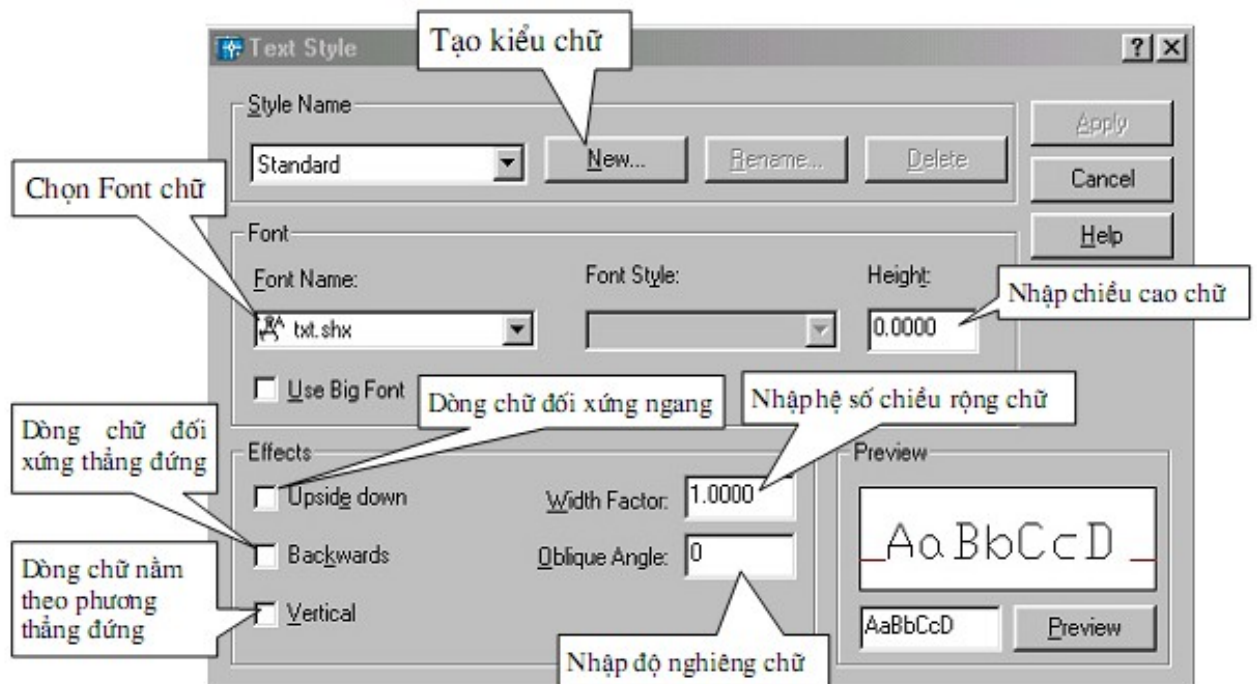 Text Style
Tạo kiểu chữ
Style Name
Standard
New...
Rename...
Delete
Apply
Cancel
Help
Chọn Font chữ
Font
Font Name:
Font Style:
Height:
txt.shx
0.0000
Nhập chiều cao chữ
Use Big Font
Dòng chữ đối xứng ngang
Nhập hệ số chiều rộng chữ
Dòng chữ đối
xứng thẳng đứng
Effects
Upside down
Width Factor:
1.0000
Backwards
Oblique Angle:
0
Dòng chữ nằm
theo phương
thẳng đứng
Vertical
Nhập độ nghiêng chữ
Preview
AaBbCcD
AaBbCcD
Preview